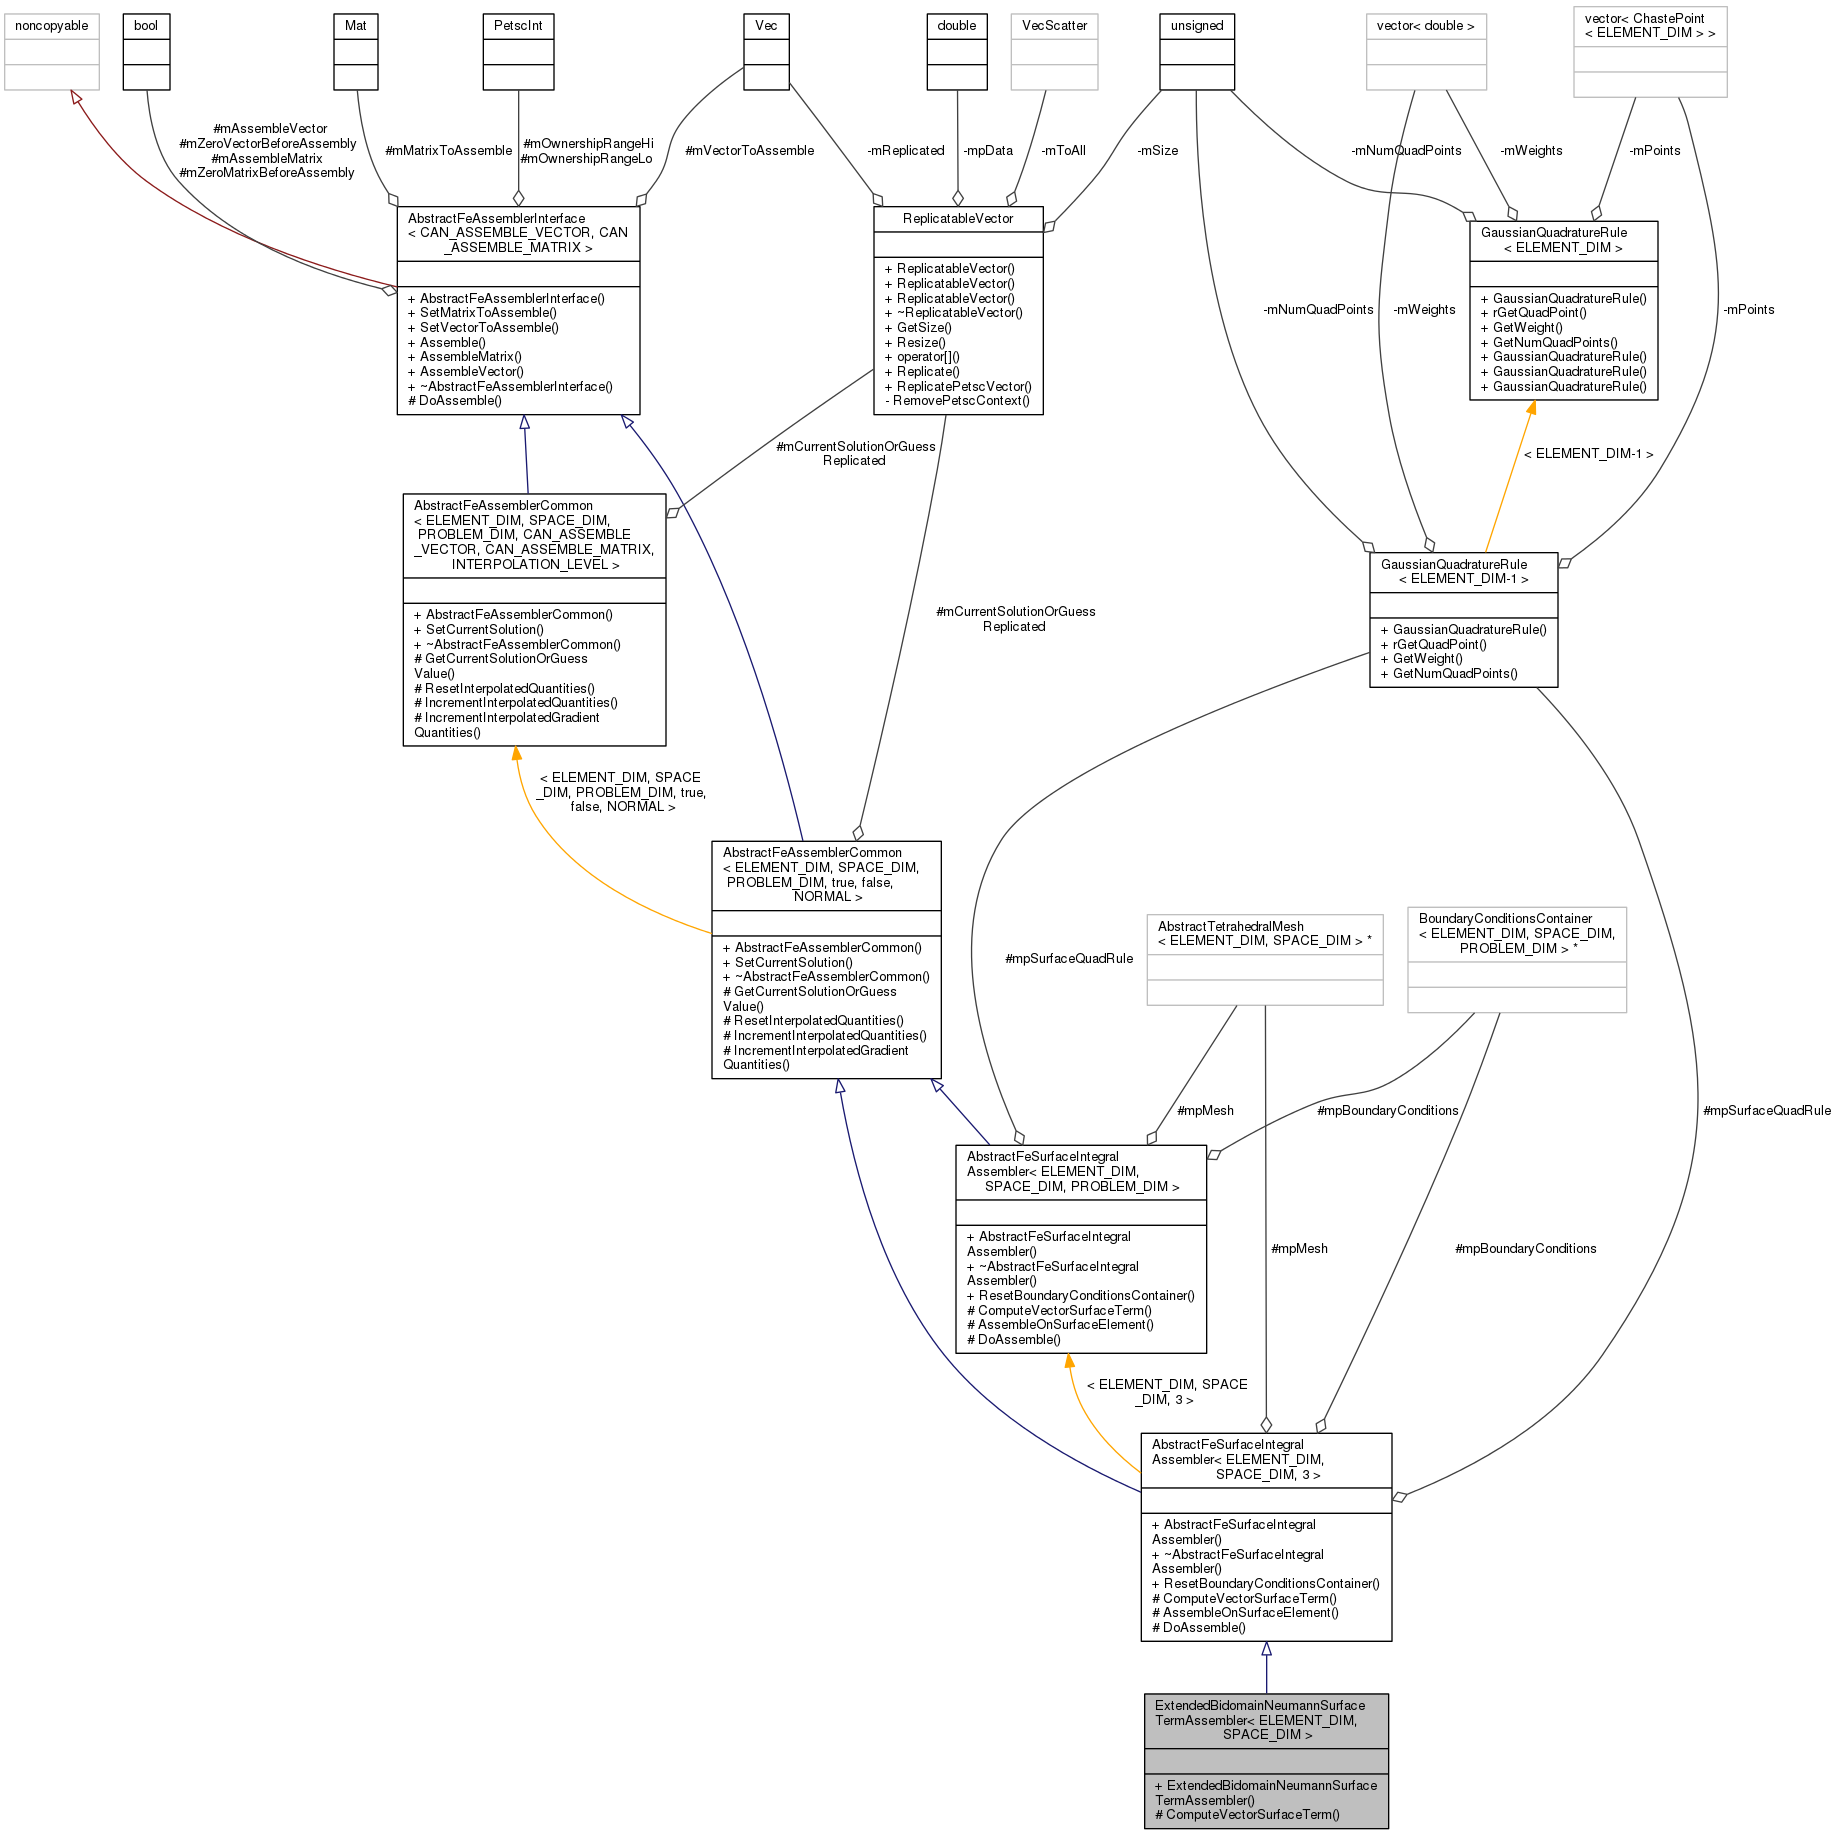 noncopyable
bool
Mat
PetscInt
Vec
double
VecScatter
unsigned
vector< double >
vector< ChastePoint
< ELEMENT_DIM > >
#mAssembleVector
#mZeroVectorBeforeAssembly
#mAssembleMatrix
#mZeroMatrixBeforeAssembly
#mMatrixToAssemble
#mOwnershipRangeHi
#mOwnershipRangeLo
#mVectorToAssemble
-mReplicated
-mpData
-mToAll
-mSize
-mNumQuadPoints
-mWeights
-mPoints
AbstractFeAssemblerInterface
< CAN_ASSEMBLE_VECTOR, CAN
_ASSEMBLE_MATRIX >
+ AbstractFeAssemblerInterface()
+ SetMatrixToAssemble()
+ SetVectorToAssemble()
+ Assemble()
+ AssembleMatrix()
+ AssembleVector()
+ ~AbstractFeAssemblerInterface()
# DoAssemble()
ReplicatableVector
+ ReplicatableVector()
+ ReplicatableVector()
+ ReplicatableVector()
+ ~ReplicatableVector()
+ GetSize()
+ Resize()
+ operator[]()
+ Replicate()
+ ReplicatePetscVector()
- RemovePetscContext()
GaussianQuadratureRule
< ELEMENT_DIM >
+ GaussianQuadratureRule()
+ rGetQuadPoint()
+ GetWeight()
+ GetNumQuadPoints()
+ GaussianQuadratureRule()
+ GaussianQuadratureRule()
+ GaussianQuadratureRule()
-mNumQuadPoints
-mWeights
-mPoints
#mCurrentSolutionOrGuess
Replicated
< ELEMENT_DIM-1 >
AbstractFeAssemblerCommon
< ELEMENT_DIM, SPACE_DIM,
PROBLEM_DIM, CAN_ASSEMBLE
_VECTOR, CAN_ASSEMBLE_MATRIX,
INTERPOLATION_LEVEL >
+ AbstractFeAssemblerCommon()
+ SetCurrentSolution()
+ ~AbstractFeAssemblerCommon()
# GetCurrentSolutionOrGuess
Value()
# ResetInterpolatedQuantities()
# IncrementInterpolatedQuantities()
# IncrementInterpolatedGradient
Quantities()
#mCurrentSolutionOrGuess
Replicated
GaussianQuadratureRule
< ELEMENT_DIM-1 >
+ GaussianQuadratureRule()
+ rGetQuadPoint()
+ GetWeight()
+ GetNumQuadPoints()
< ELEMENT_DIM, SPACE
_DIM, PROBLEM_DIM, true,
false, NORMAL >
AbstractFeAssemblerCommon
< ELEMENT_DIM, SPACE_DIM,
PROBLEM_DIM, true, false,
NORMAL >
+ AbstractFeAssemblerCommon()
+ SetCurrentSolution()
+ ~AbstractFeAssemblerCommon()
# GetCurrentSolutionOrGuess
Value()
# ResetInterpolatedQuantities()
# IncrementInterpolatedQuantities()
# IncrementInterpolatedGradient
Quantities()
#mpSurfaceQuadRule
AbstractTetrahedralMesh
< ELEMENT_DIM, SPACE_DIM > *
BoundaryConditionsContainer
< ELEMENT_DIM, SPACE_DIM,
PROBLEM_DIM > *
#mpMesh
#mpBoundaryConditions
#mpSurfaceQuadRule
AbstractFeSurfaceIntegral
Assembler< ELEMENT_DIM,
SPACE_DIM, PROBLEM_DIM >
+ AbstractFeSurfaceIntegral
Assembler()
+ ~AbstractFeSurfaceIntegral
Assembler()
+ ResetBoundaryConditionsContainer()
# ComputeVectorSurfaceTerm()
# AssembleOnSurfaceElement()
# DoAssemble()
#mpMesh
#mpBoundaryConditions
< ELEMENT_DIM, SPACE
_DIM, 3 >
AbstractFeSurfaceIntegral
Assembler< ELEMENT_DIM,
SPACE_DIM, 3 >
+ AbstractFeSurfaceIntegral
Assembler()
+ ~AbstractFeSurfaceIntegral
Assembler()
+ ResetBoundaryConditionsContainer()
# ComputeVectorSurfaceTerm()
# AssembleOnSurfaceElement()
# DoAssemble()
ExtendedBidomainNeumannSurface
TermAssembler< ELEMENT_DIM,
SPACE_DIM >
+ ExtendedBidomainNeumannSurface
TermAssembler()
# ComputeVectorSurfaceTerm()